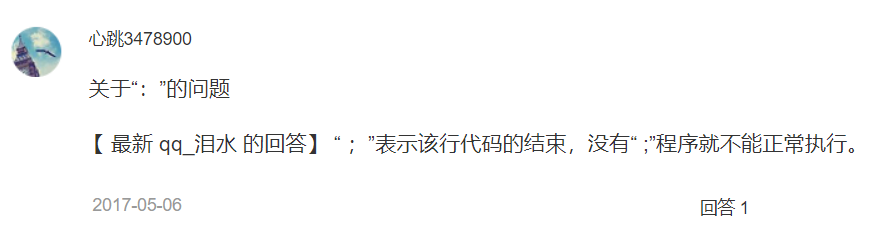 心跳3478900
关于“：”的问题
【 最新 qq_泪水 的回答】 “ ；”表示该行代码的结束，没有“ ;”程序就不能正常执行。
2017-05-06
回答 1